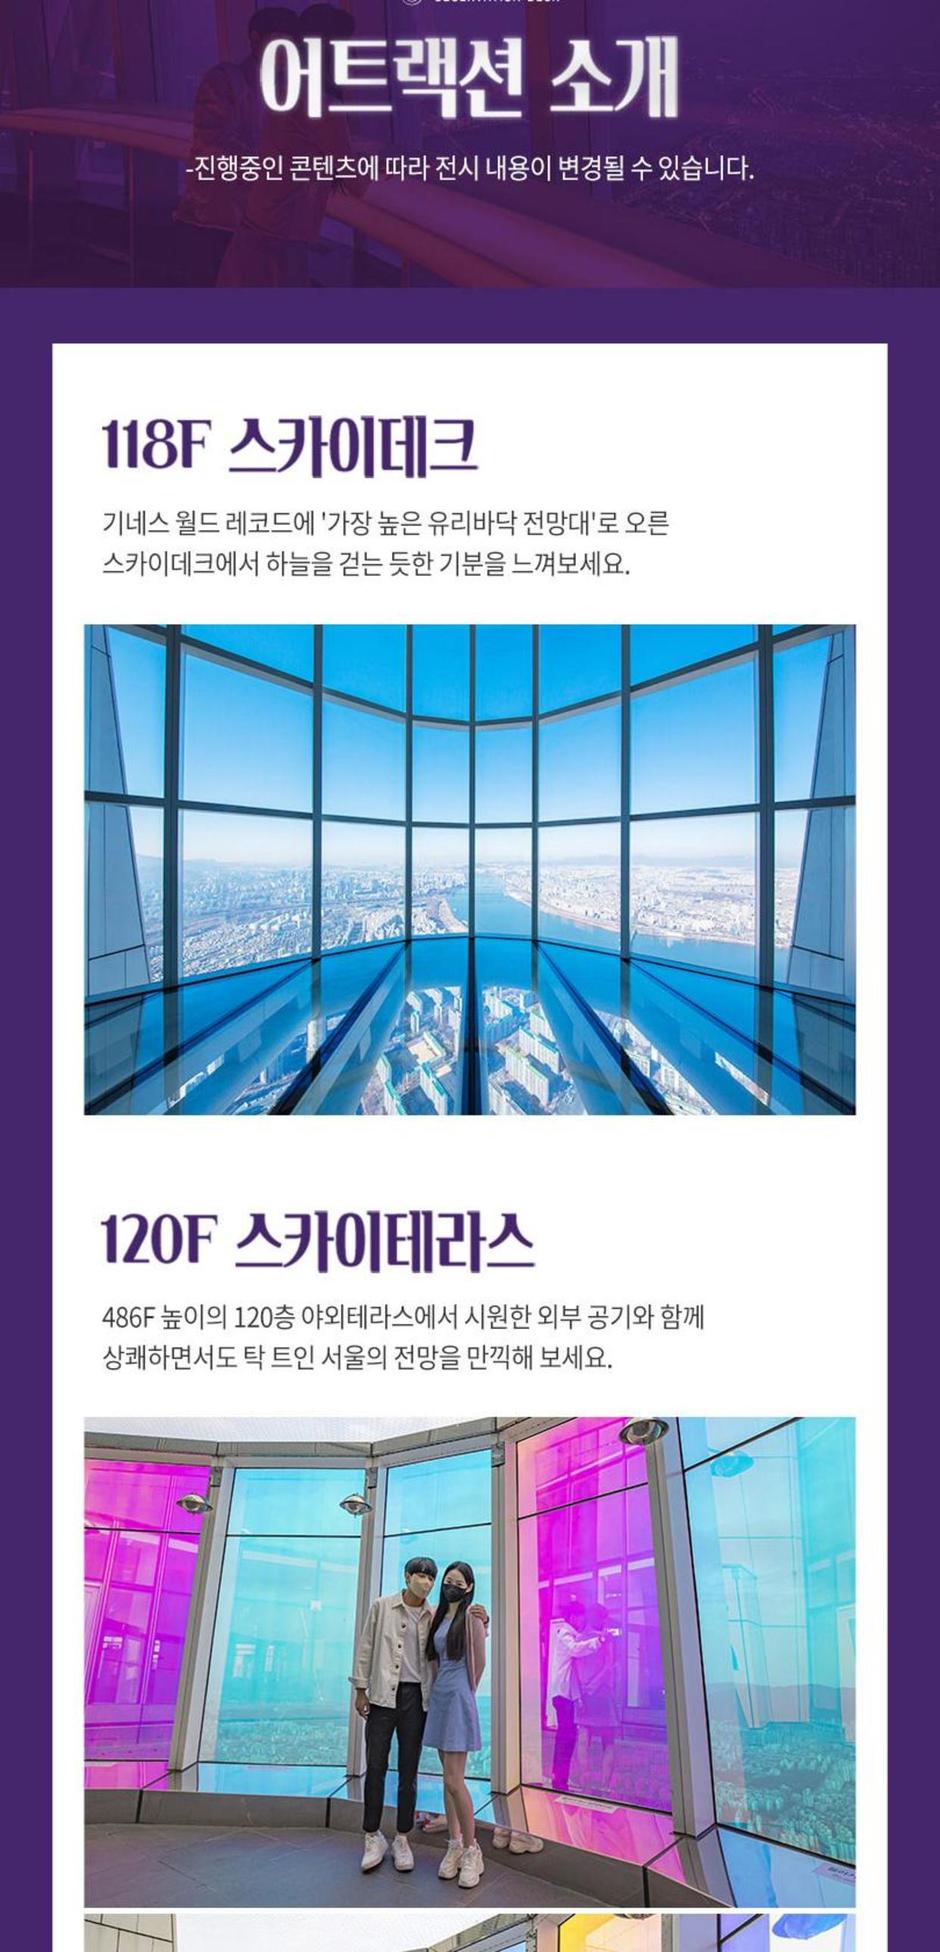 어트랙션 소개
-진행중인 콘텐츠에 따라 전시 내용이 변경될 수 있습니다.
118F 스카이데크
기네스 월드 레코드에 '가장 높은 유리바닥 전망대'로 오른
스카이데크에서 하늘을 걷는 듯한 기분을 느껴보세요.
120F 스카이테라스
486F 높이의 120층 야외테라스에서 시원한 외부 공기와 함께
상쾌하면서도 탁 트인 서울의 전망을 만끽해 보세요.